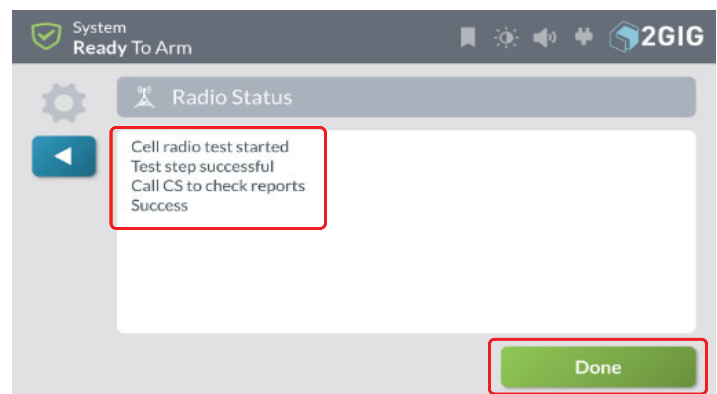 System
Ready To Arm
2GIG
Radio Status
Cell radio test started
Test step successful
Call CS to check reports
Success
Done